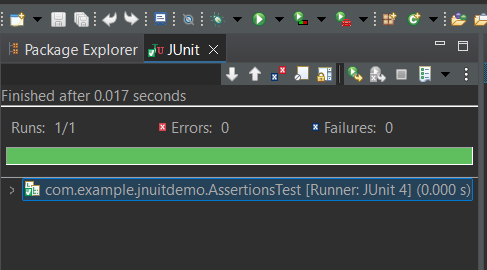 Package Explorer JUnit
Finished after 0.017 seconds
Runs: 1/1 Errors: 0 Failures: 0
com.example.jnuitdemo.AssertionsTest [Runner: JUnit 4] (0.000 s)